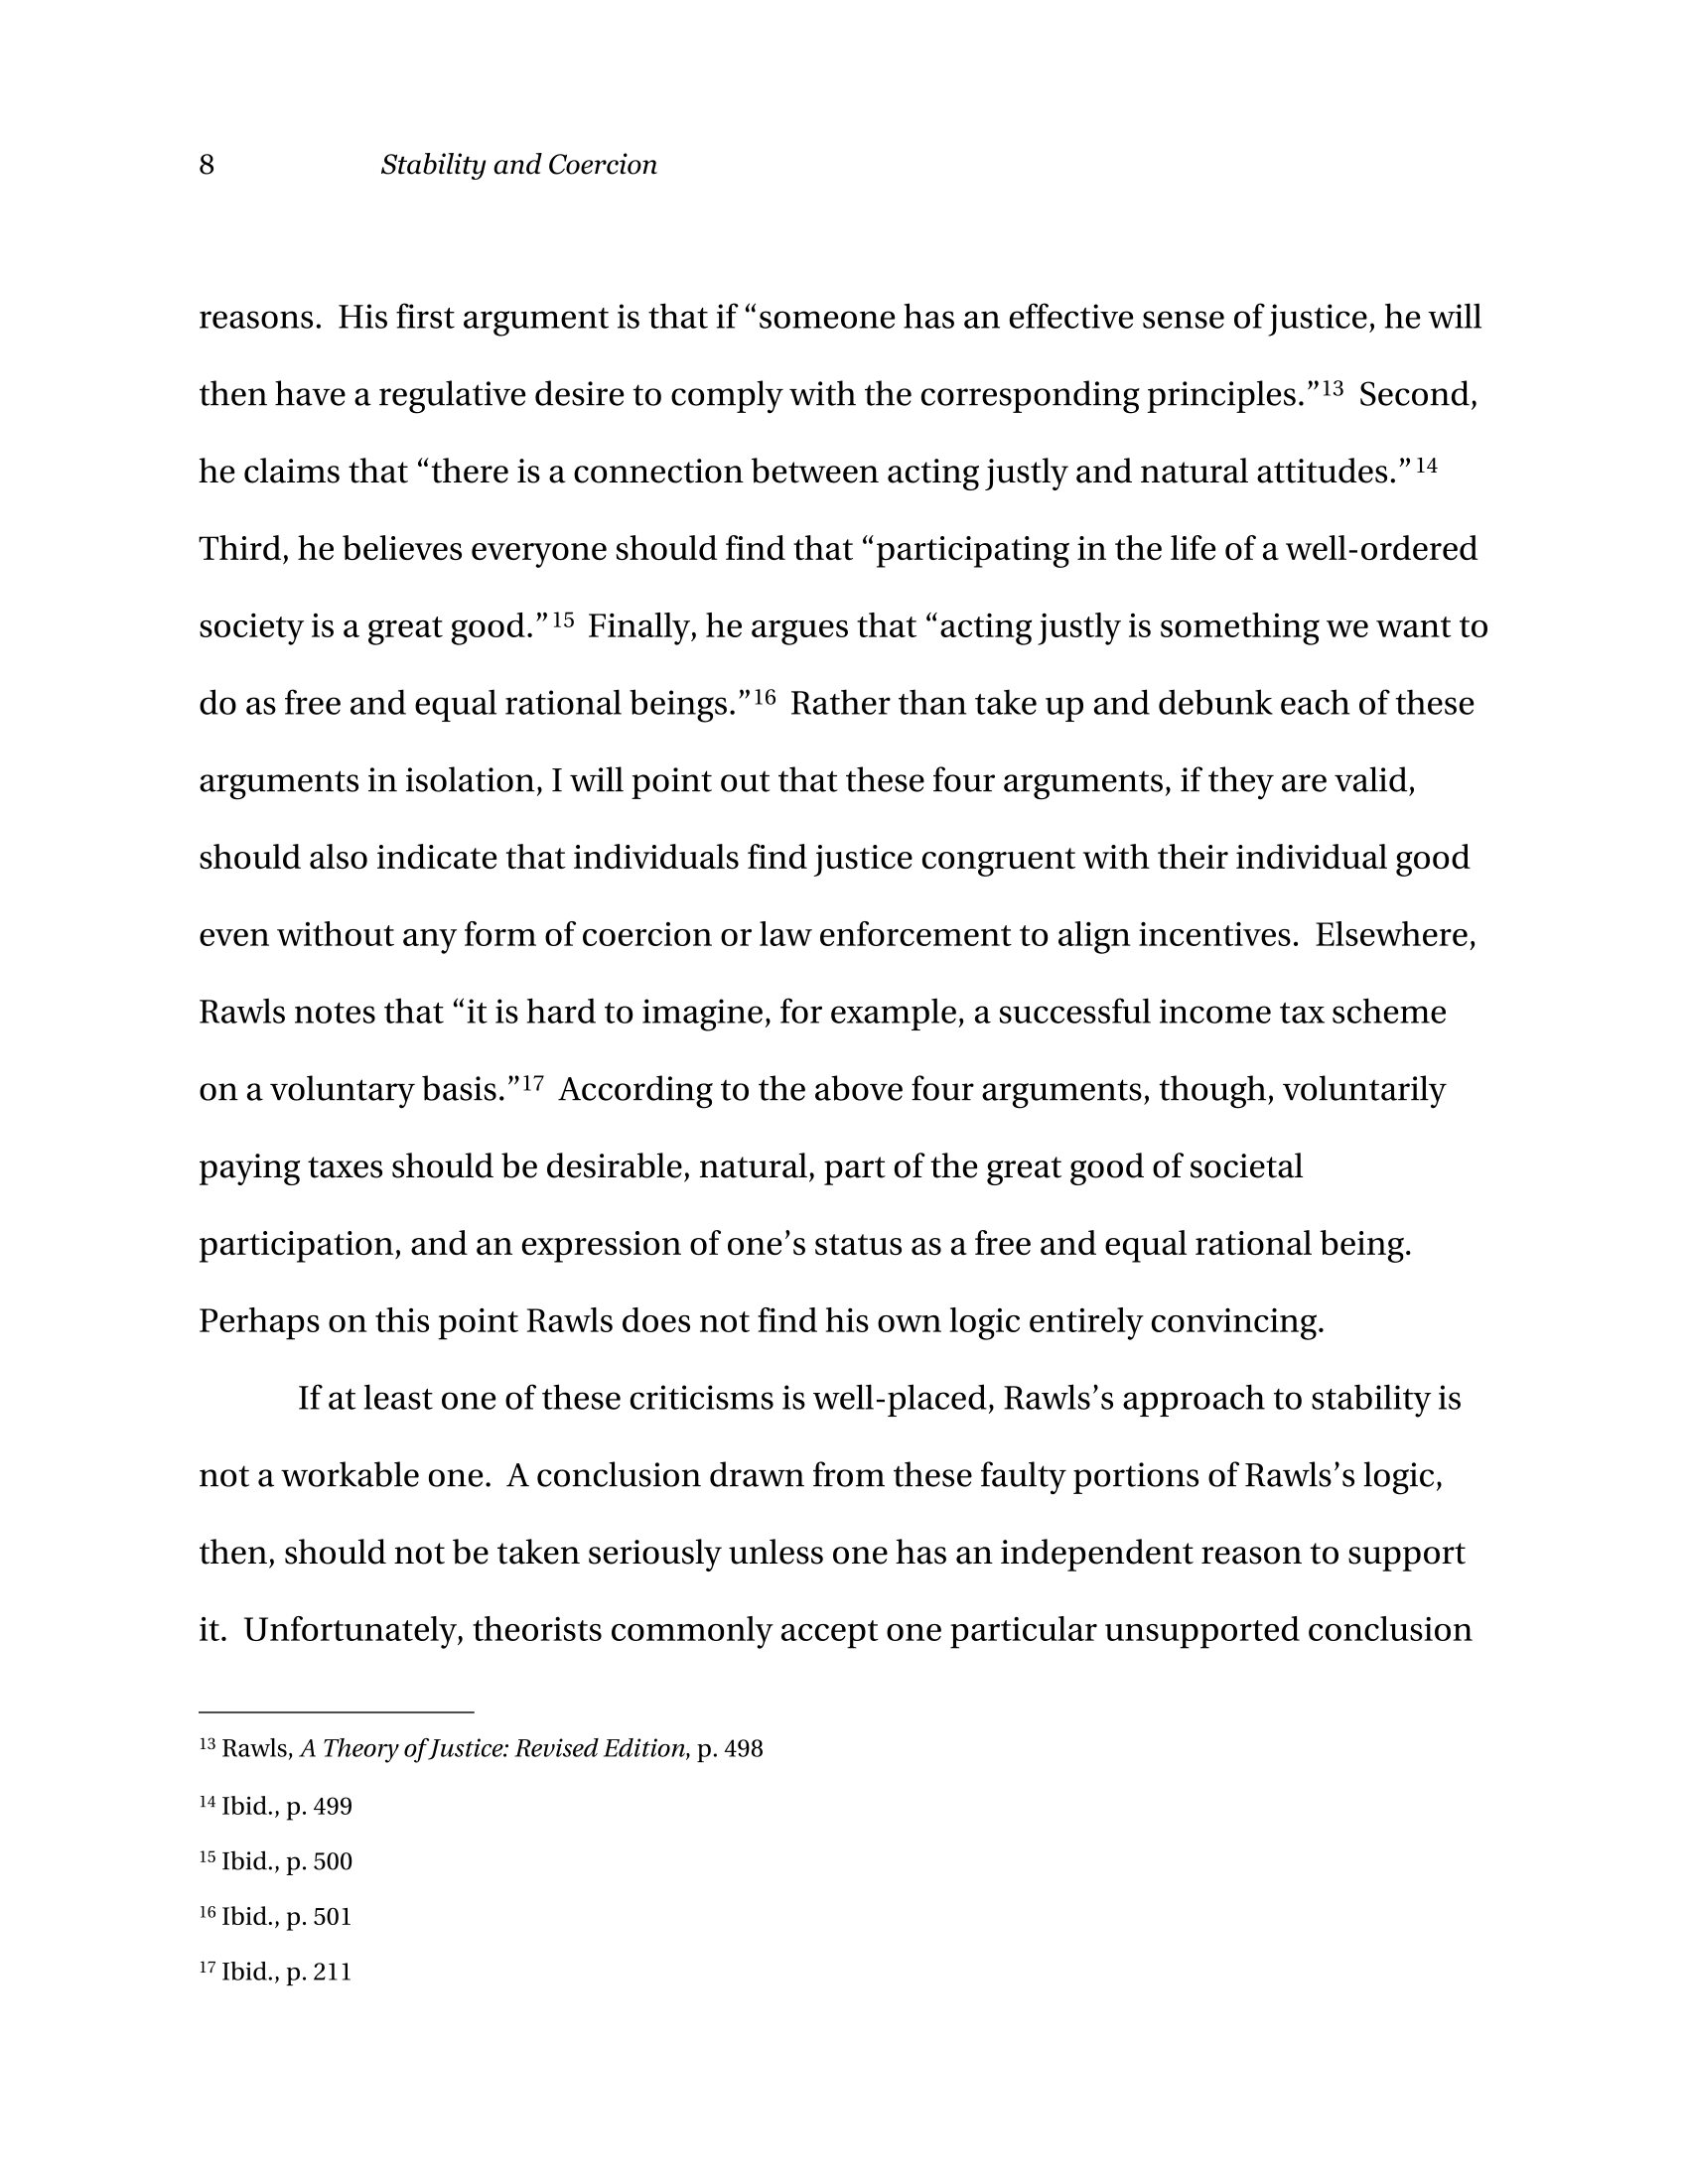 8 Stability and Coercion
reasons. His first argument is that if “someone has an effective sense of justice, he will
then have a regulative desire to comply with the corresponding principles.”13 Second,
he claims that “there is a connection between acting justly and natural attitudes.”14
Third, he believes everyone should find that “participating in the life of a well-ordered
society is a great good.”15 Finally, he argues that “acting justly is something we want to
do as free and equal rational beings.”16 Rather than take up and debunk each of these
arguments in isolation, I will point out that these four arguments, if they are valid,
should also indicate that individuals find justice congruent with their individual good
even without any form of coercion or law enforcement to align incentives. Elsewhere,
Rawls notes that “it is hard to imagine, for example, a successful income tax scheme
on a voluntary basis.”17 According to the above four arguments, though, voluntarily
paying taxes should be desirable, natural, part of the great good of societal
participation, and an expression of one’s status as a free and equal rational being.
Perhaps on this point Rawls does not find his own logic entirely convincing.
If at least one of these criticisms is well-placed, Rawls’s approach to stability is
not a workable one. A conclusion drawn from these faulty portions of Rawls’s logic,
then, should not be taken seriously unless one has an independent reason to support
it. Unfortunately, theorists commonly accept one particular unsupported conclusion
13 Rawls, A Theory of Justice: Revised Edition, p. 498
14 Ibid., p. 499
15 Ibid., p. 500
16 Ibid., p. 501
17 Ibid., p. 211